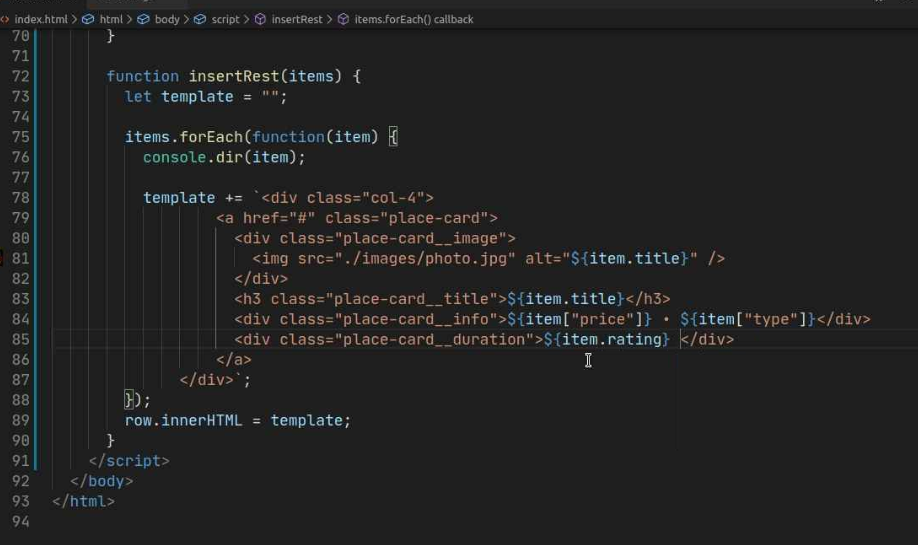 <> index.html > html > body > script > insertRest > items.forEach() callback
70 }
71
72 function insertRest(items) {
73 let template = "";
74
75 items.forEach(function(item) {
76 console.dir(item);
77
78 template += `<div class="col-4">
79 <a href="#" class="place-card">
80 <div class="place-card__image">
81 <img src="./images/photo.jpg" alt="${item.title}" />
82 </div>
83 <h3 class="place-card__title">${item.title}</h3>
84 <div class="place-card__info">${item["price"]} • ${item["type"]}</div>
85 <div class="place-card__duration">${item.rating} </div>
86 </a>
87 </div>`;
88 });
89 row.innerHTML = template;
90 }
91 </script>
92 </body>
93 </html>
94